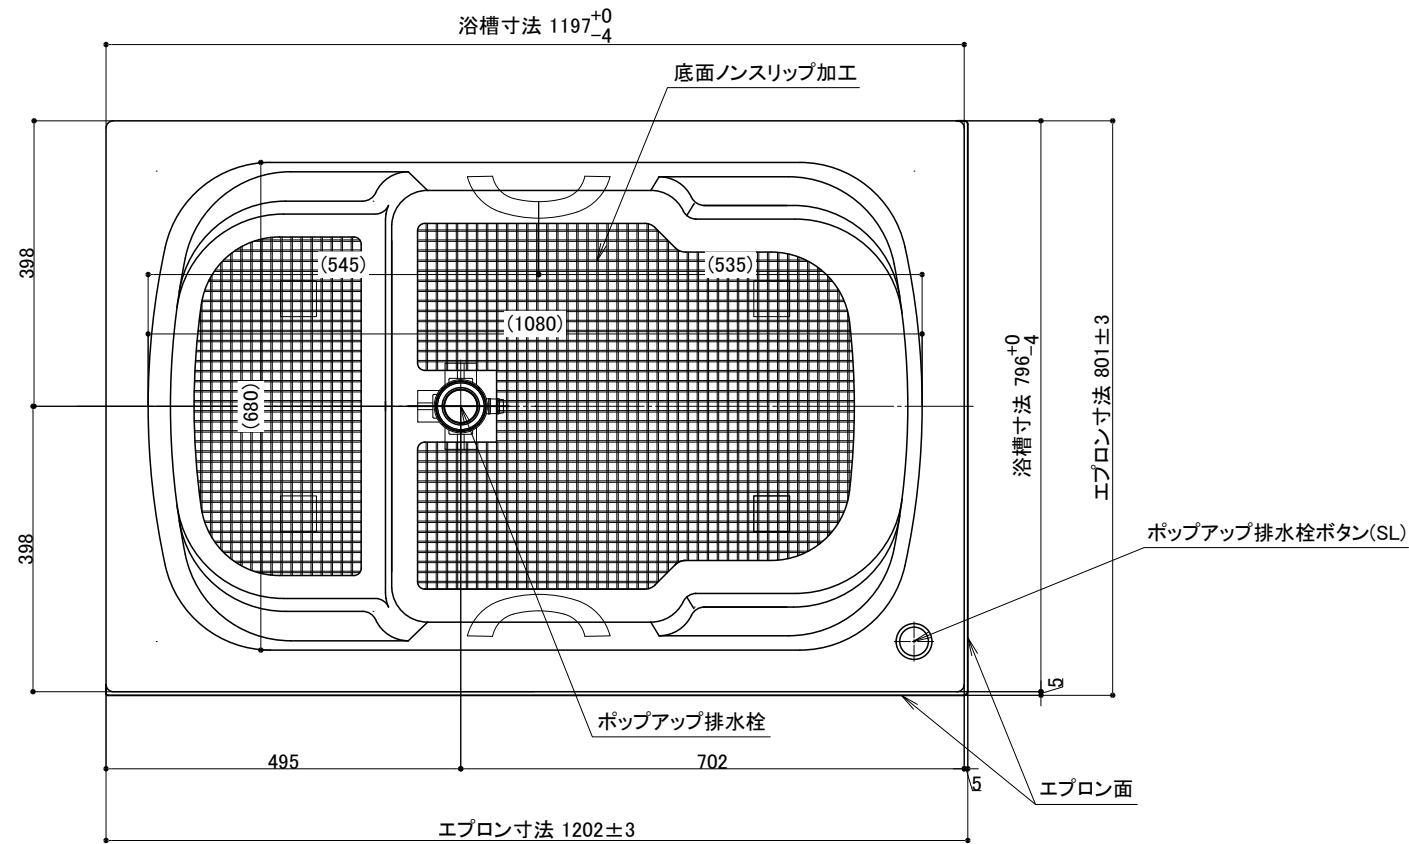 浴槽寸法 1197+0 −4
底面ノンスリップ加工
398
(545)
(535)
(1080)
(680)
浴槽寸法 796+0 −4
エプロン寸法 801±3
398
ポップアップ排水栓ボタン(SL)
5
ポップアップ排水栓
495
702
5
エプロン面
エプロン寸法 1202±3